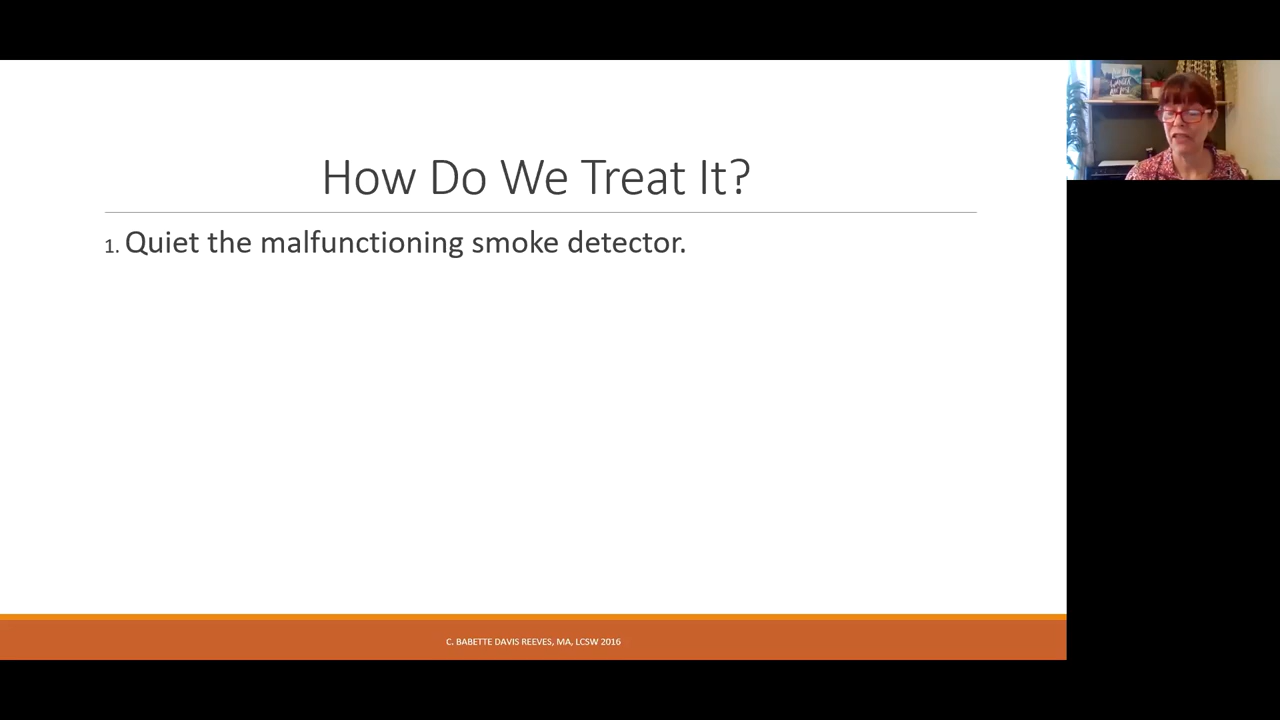 How Do We Treat It?
1. Quiet the malfunctioning smoke detector.
C. BABETTE DAVIS REEVES, MA, LCSW 2016